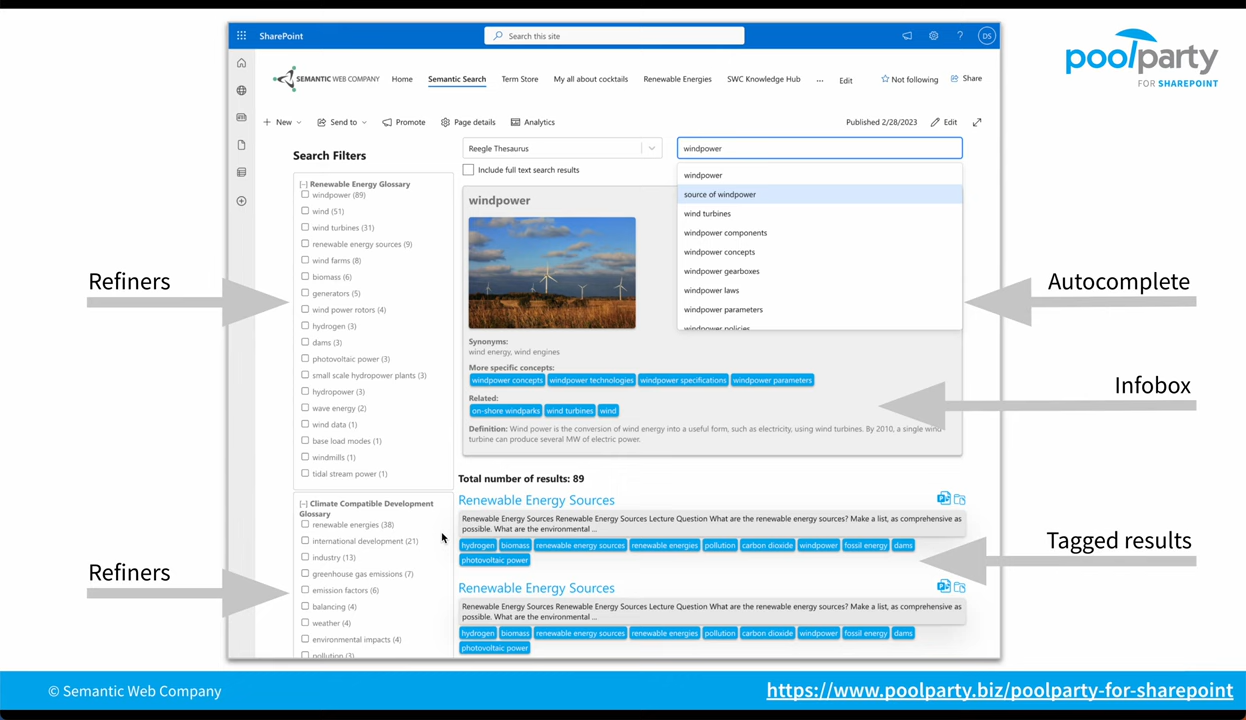 SharePoint
Search this site
DS
poolparty
FOR SHAREPOINT
SEMANTIC WEB COMPANY
Home
Semantic Search
Term Store
My all about cocktails
Renewable Energies
SWC Knowledge Hub
...
Edit
Not following
Share
New
Send to
Promote
Page details
Analytics
Published 2/28/2023
Edit
Search Filters
Reegle Thesaurus
windpower
Include full text search results
[−] Renewable Energy Glossary
windpower (89)
wind (51)
wind turbines (31)
renewable energy sources (9)
wind farms (8)
biomass (6)
generators (5)
wind power rotors (4)
hydrogen (3)
dams (3)
photovoltaic power (3)
small scale hydropower plants (3)
hydropower (3)
wave energy (2)
wind data (1)
base load modes (1)
windmills (1)
tidal stream power (1)
[−] Climate Compatible Development
Glossary
renewable energies (38)
international development (21)
industry (13)
greenhouse gas emissions (7)
emission factors (6)
balancing (4)
weather (4)
environmental impacts (4)
pollution (3)
windpower
windpower
source of windpower
wind turbines
windpower components
windpower concepts
windpower gearboxes
windpower laws
windpower parameters
windpower policies
Synonyms:
wind energy, wind engines
More specific concepts:
windpower concepts
windpower technologies
windpower specifications
windpower parameters
Related:
on-shore windparks
wind turbines
wind
Definition: Wind power is the conversion of wind energy into a useful form, such as electricity, using wind turbines. By 2010, a single wind
turbine can produce several MW of electric power.
Total number of results: 89
Renewable Energy Sources
Renewable Energy Sources Renewable Energy Sources Lecture Question What are the renewable energy sources? Make a list, as comprehensive as
possible. What are the environmental ...
hydrogen
biomass
renewable energy sources
renewable energies
pollution
carbon dioxide
windpower
fossil energy
dams
photovoltaic power
Renewable Energy Sources
Renewable Energy Sources Renewable Energy Sources Lecture Question What are the renewable energy sources? Make a list, as comprehensive as
possible. What are the environmental ...
hydrogen
biomass
renewable energy sources
renewable energies
pollution
carbon dioxide
windpower
fossil energy
dams
photovoltaic power
Refiners
Refiners
Autocomplete
Infobox
Tagged results
© Semantic Web Company
https://www.poolparty.biz/poolparty-for-sharepoint